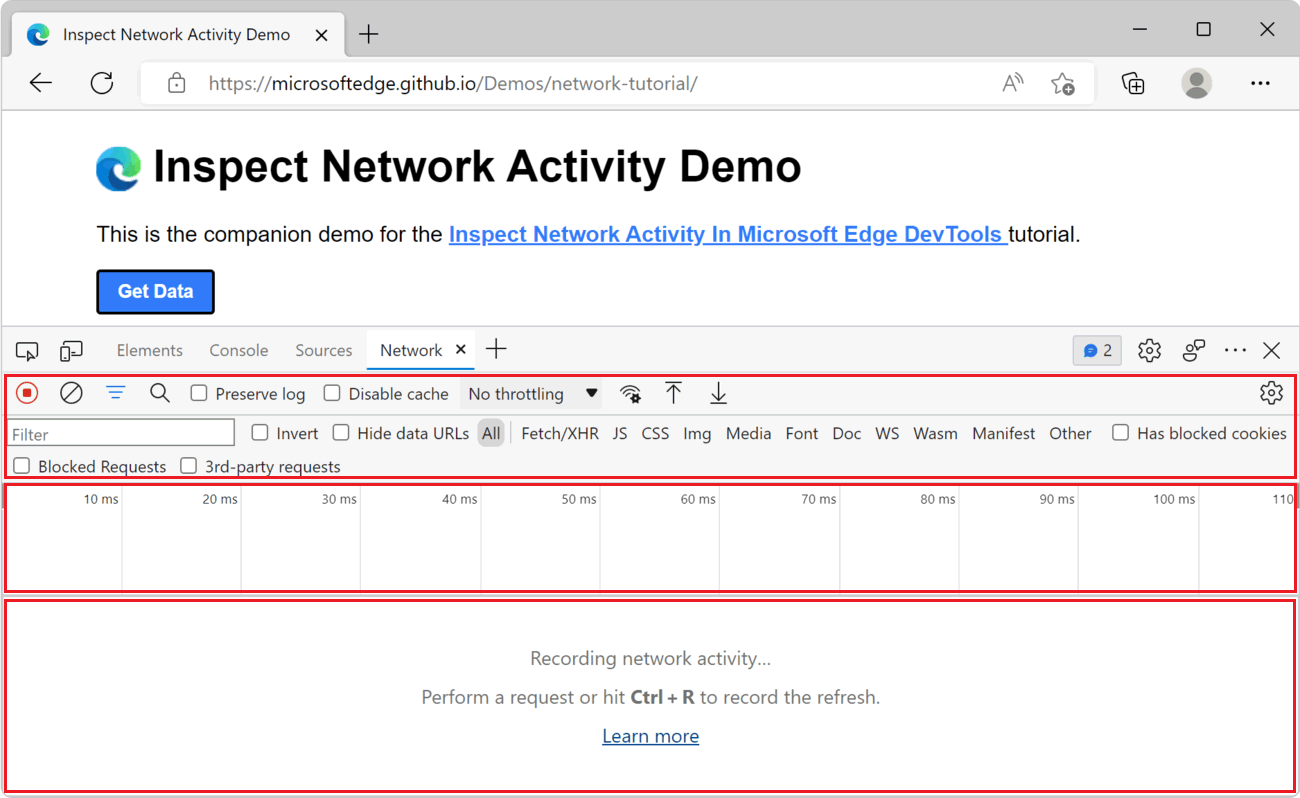 Inspect Network Activity Demo
https://microsoftedge.github.io/Demos/network-tutorial/
Inspect Network Activity Demo
This is the companion demo for the Inspect Network Activity In Microsoft Edge DevTools tutorial.
Get Data
Elements Console Sources Network 2
Preserve log Disable cache No throttling
Filter Invert Hide data URLs All Fetch/XHR JS CSS Img Media Font Doc WS Wasm Manifest Other Has blocked cookies
Blocked Requests 3rd-party requests
10 ms 20 ms 30 ms 40 ms 50 ms 60 ms 70 ms 80 ms 90 ms 100 ms 110
Recording network activity...
Perform a request or hit Ctrl + R to record the refresh.
Learn more